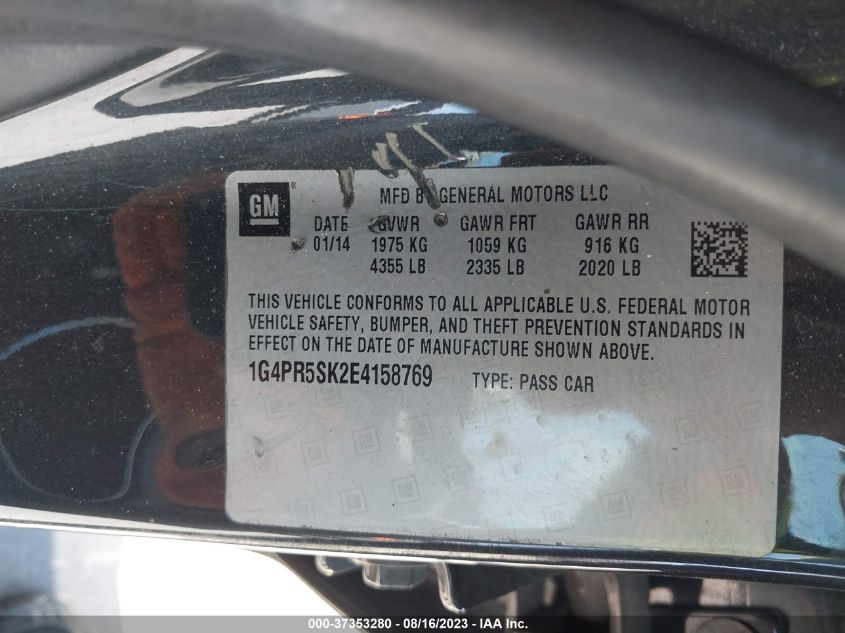 GM ®
MFD BY GENERAL MOTORS LLC
DATE GVWR GAWR FRT GAWR RR
01/14 1975 KG 1059 KG 916 KG
4355 LB 2335 LB 2020 LB
THIS VEHICLE CONFORMS TO ALL APPLICABLE U.S. FEDERAL MOTOR
VEHICLE SAFETY, BUMPER, AND THEFT PREVENTION STANDARDS IN
EFFECT ON THE DATE OF MANUFACTURE SHOWN ABOVE.
1G4PR5SK2E4158769 TYPE: PASS CAR
000-37353280 - 08/16/2023 - IAAI.com